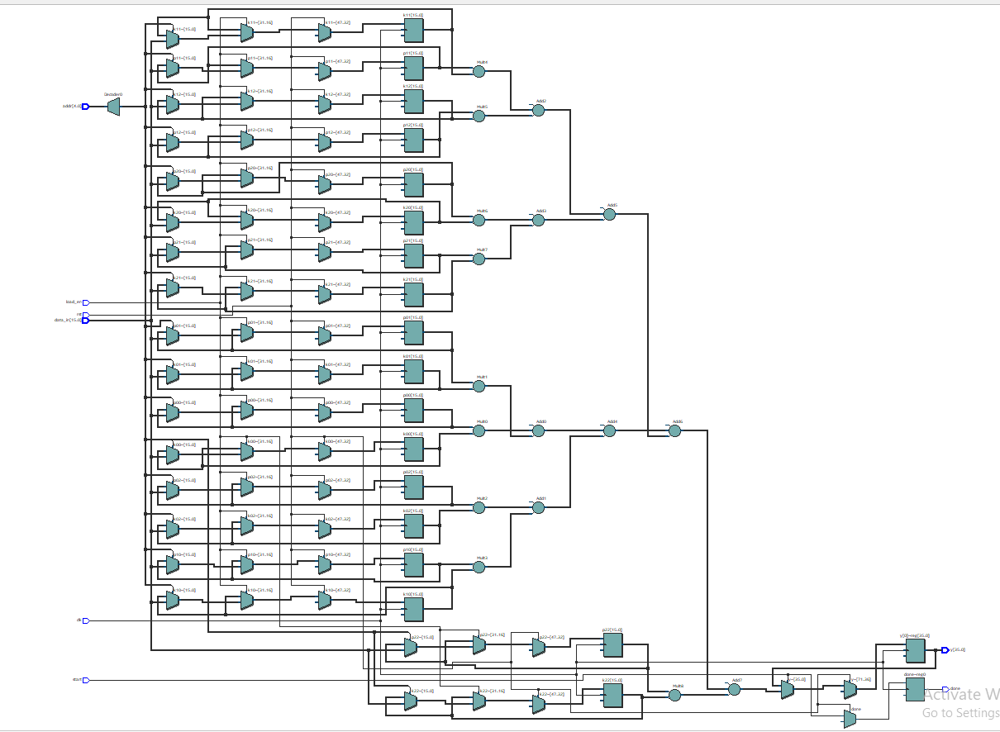 k11~[15.0] k11~[31.16] k11~[47.32] k11[15.0]
p11~[15.0] p11~[31.16] p11~[47.32] p11[15.0] Mult4
k12~[15.0] k12~[31.16] k12~[47.32] k12[15.0]
addr[4.0] Decoder0 Mult5 Add2
p12~[15.0] p12~[31.16] p12~[47.32] p12[15.0]
p20~[15.0] p20~[31.16] p20~[47.32] p20[15.0]
k20~[15.0] k20~[31.16] k20~[47.32] k20[15.0] Mult6 Add3 Add5
p21~[15.0] p21~[31.16] p21~[47.32] p21[15.0] Mult7
k21~[15.0] k21~[31.16] k21~[47.32] k21[15.0]
data_in[15.0]
p01~[15.0] p01~[31.16] p01~[47.32] p01[15.0]
k01~[15.0] k01~[31.16] k01~[47.32] k01[15.0] Mult1
p00~[15.0] p00~[31.16] p00~[47.32] p00[15.0] Mult0 Add0 Add4 Add6
k00~[15.0] k00~[31.16] k00~[47.32] k00[15.0]
p02~[15.0] p02~[31.16] p02~[47.32] p02[15.0] Mult2 Add1
k02~[15.0] k02~[31.16] k02~[47.32] k02[15.0]
p10~[15.0] p10~[31.16] p10~[47.32] p10[15.0] Mult3
k10~[15.0] k10~[31.16] k10~[47.32] k10[15.0]
clk
p22~[15.0] p22~[31.16] p22~[47.32] p22[15.0] y[0]~reg[35.0]
y[35.0]
start
k22~[15.0] k22~[31.16] k22~[47.32] k22[15.0] Mult8 Add7 y~[35.0] y~[71.36] done~reg0 done
Activate W
done
Go to Settings